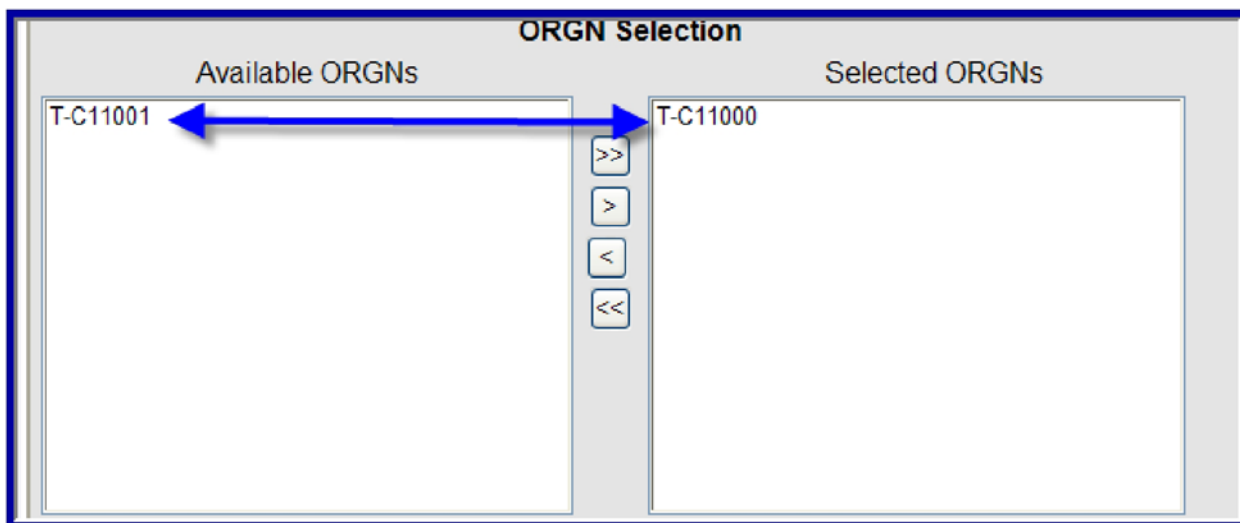 ORGN Selection
Available ORGNs
Selected ORGNs
T-C11001
T-C11000
>>
>
<
<<